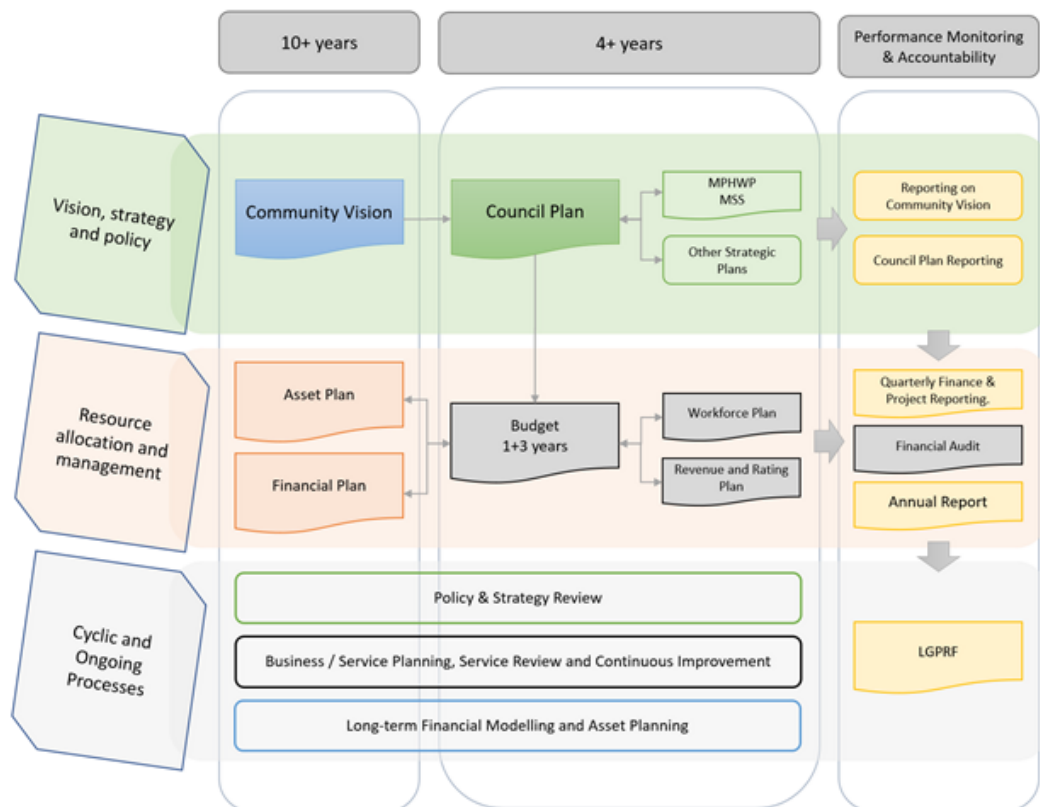 10+ years
4+ years
Performance Monitoring
& Accountability
Vision, strategy
and policy
Community Vision
Council Plan
MPHWP
MSS
Other Strategic
Plans
Reporting on
Community Vision
Council Plan Reporting
Resource
allocation and
management
Asset Plan
Financial Plan
Budget
1+3 years
Workforce Plan
Revenue and Rating
Plan
Quarterly Finance &
Project Reporting.
Financial Audit
Annual Report
Cyclic and
Ongoing
Processes
Policy & Strategy Review
Business / Service Planning, Service Review and Continuous Improvement
Long-term Financial Modelling and Asset Planning
LGPRF